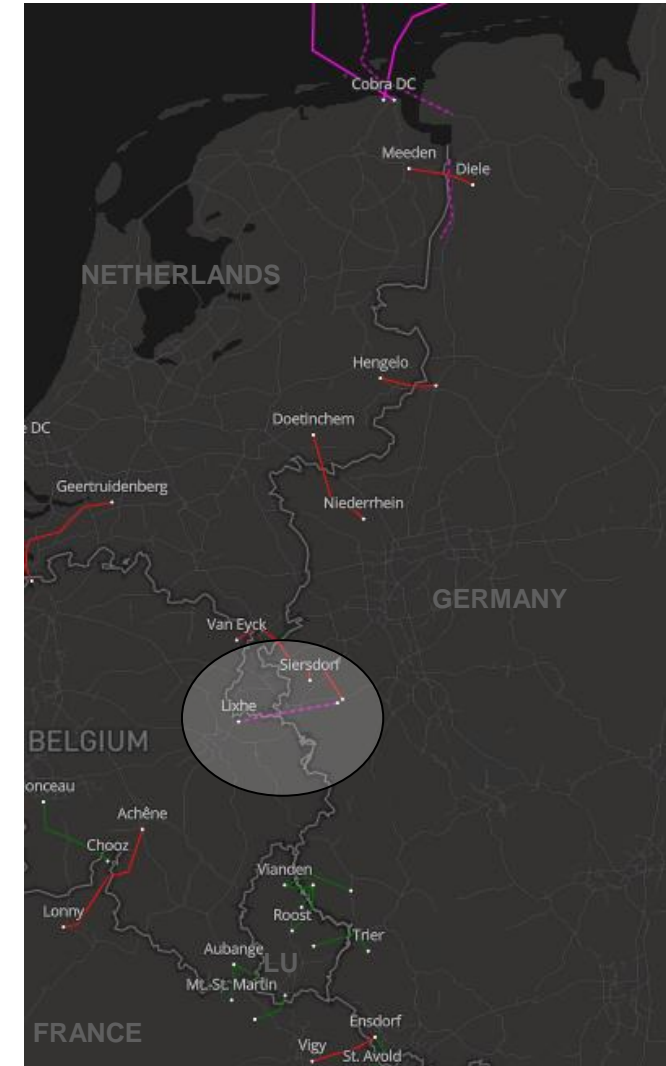 Cobra DC
Meeden
Diele
NETHERLANDS
Hengelo
Doetinchem
e DC
Geertruidenberg
Niederrhein
GERMANY
Van Eyck
Siersdorf
Lixhe
BELGIUM
onceau
Achêne
Chooz
Vianden
Lonny
Roost
Trier
Aubange
LU
Mt.-St. Martin
Ensdorf
FRANCE
Vigy
St. Avold